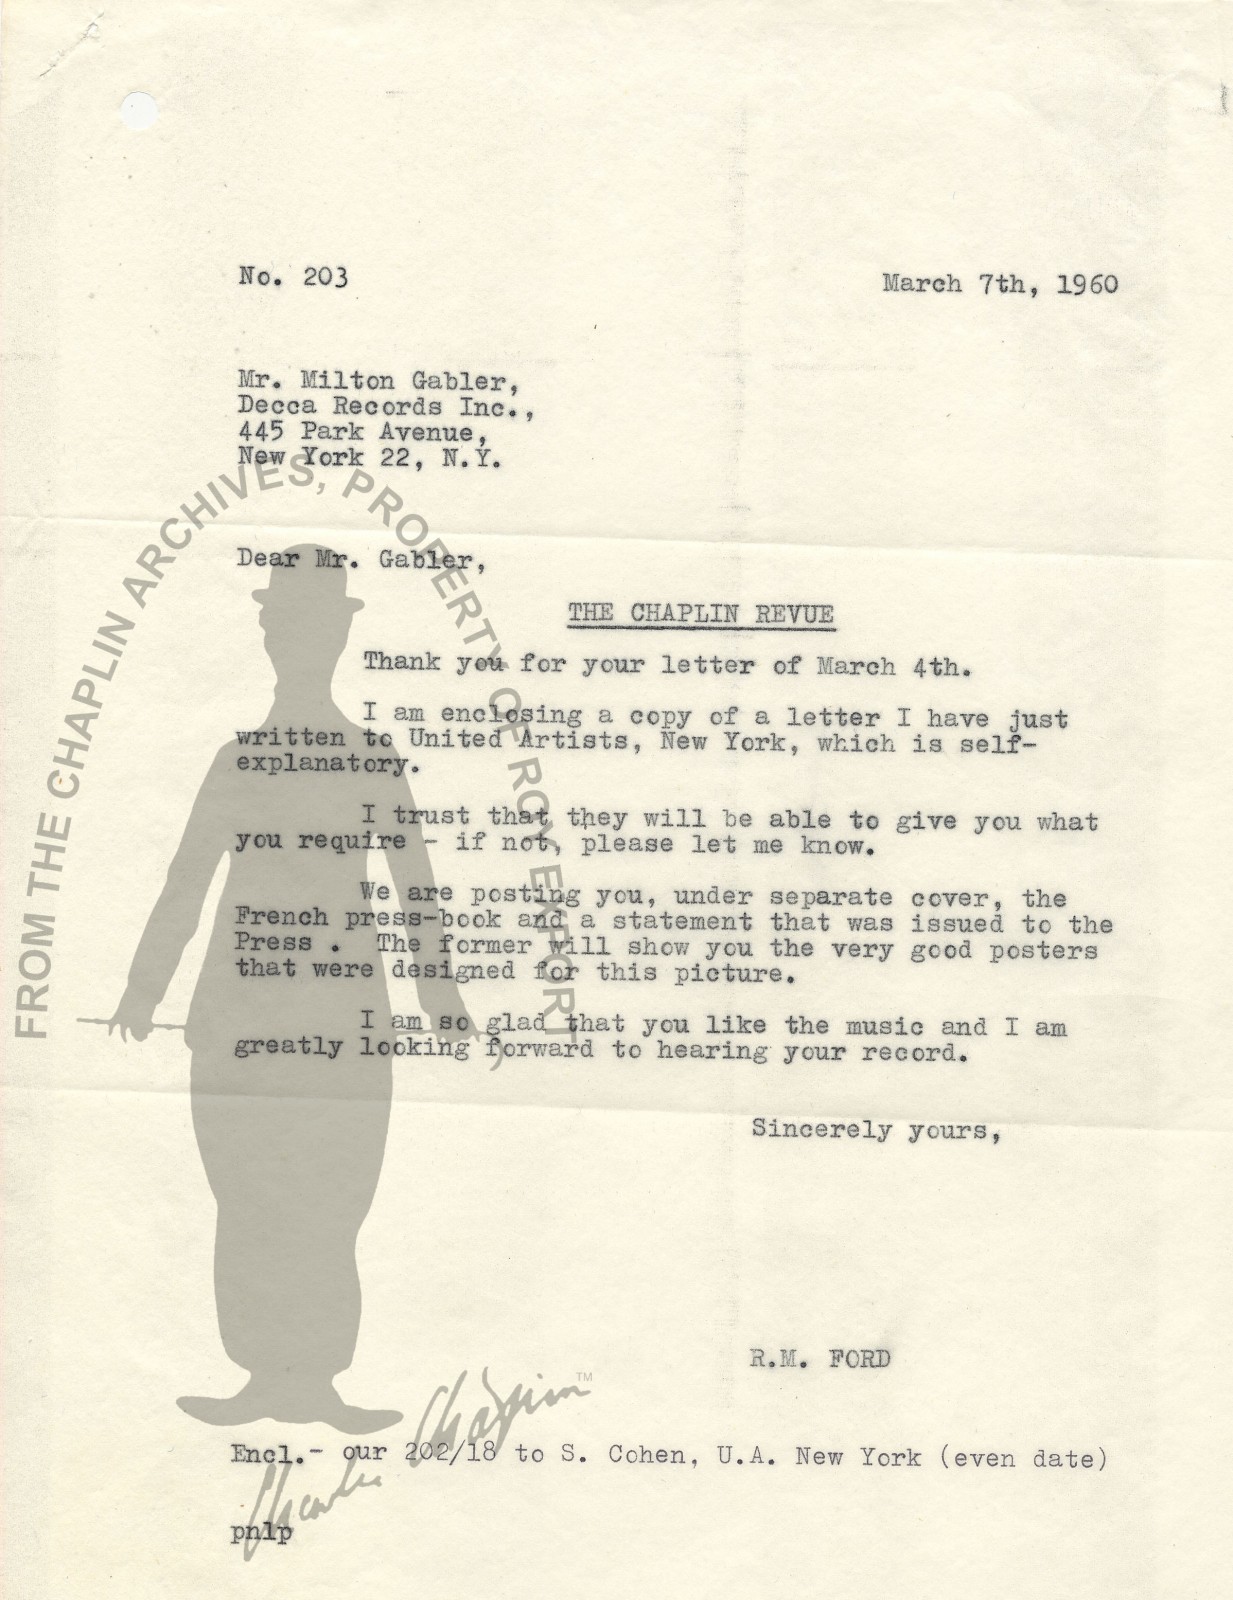 No. 203
March 7th, 1960
Mr. Milton Gabler,
Decca Records Inc.,
445 Park Avenue,
New York 22, N.Y.
Dear Mr. Gabler,
THE CHAPLIN REVUE
Thank you for your letter of March 4th.
I am enclosing a copy of a letter I have just
written to United Artists, New York, which is self-
explanatory.
I trust that they will be able to give you what
you require - if not, please let me know.
We are posting you, under separate cover, the
French press-book and a statement that was issued to the
Press . The former will show you the very good posters
that were designed for this picture.
I am so glad that you like the music and I am
greatly looking forward to hearing your record.
Sincerely yours,
R.M. FORD
Encl.- our 202/18 to S. Cohen, U.A. New York (even date)
pnlp
FROM THE CHAPLIN ARCHIVES, PROPERTY OF ROY EXPORT
Charlie Chaplin TM